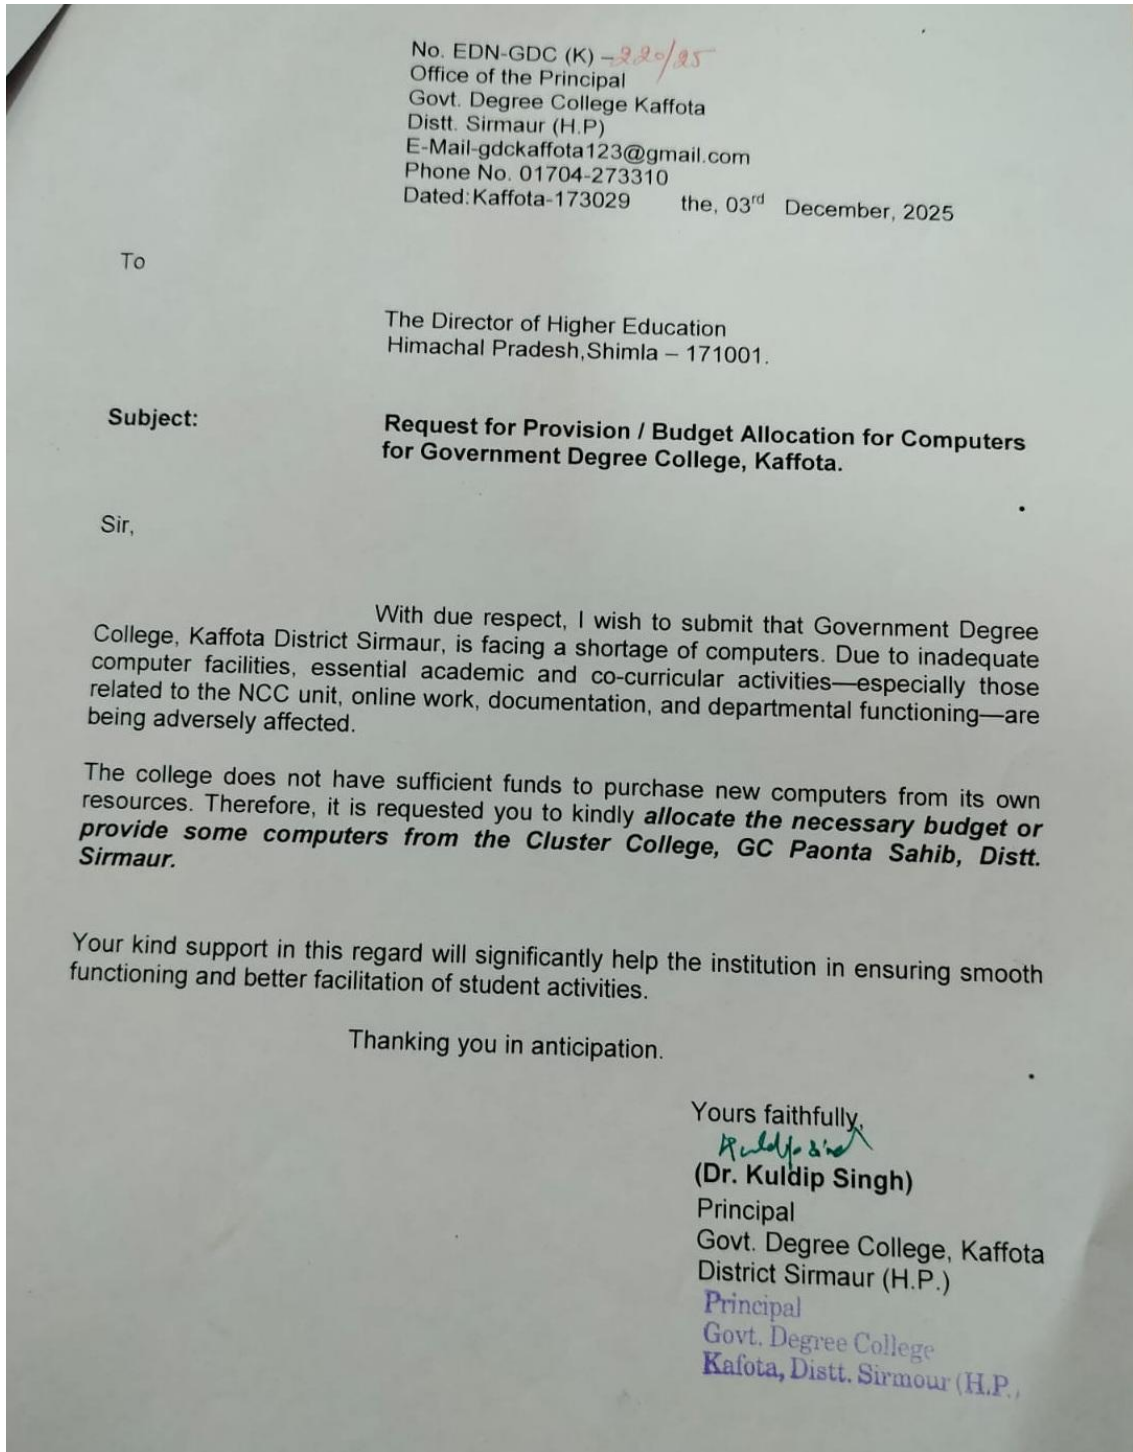 No. EDN-GDC (K) – 220/25
Office of the Principal
Govt. Degree College Kaffota
Distt. Sirmaur (H.P)
E-Mail-gdckaffota123@gmail.com
Phone No. 01704-273310
Dated:Kaffota-173029 the, 03rd December, 2025
To
The Director of Higher Education
Himachal Pradesh,Shimla – 171001.
Subject: Request for Provision / Budget Allocation for Computers
for Government Degree College, Kaffota.
Sir,
With due respect, I wish to submit that Government Degree
College, Kaffota District Sirmaur, is facing a shortage of computers. Due to inadequate
computer facilities, essential academic and co-curricular activities—especially those
related to the NCC unit, online work, documentation, and departmental functioning—are
being adversely affected.
The college does not have sufficient funds to purchase new computers from its own
resources. Therefore, it is requested you to kindly allocate the necessary budget or
provide some computers from the Cluster College, GC Paonta Sahib, Distt.
Sirmaur.
Your kind support in this regard will significantly help the institution in ensuring smooth
functioning and better facilitation of student activities.
Thanking you in anticipation.
Yours faithfully,
Kuldip Singh
(Dr. Kuldip Singh)
Principal
Govt. Degree College, Kaffota
District Sirmaur (H.P.)
Principal
Govt. Degree College
Kafota, Distt. Sirmour (H.P.